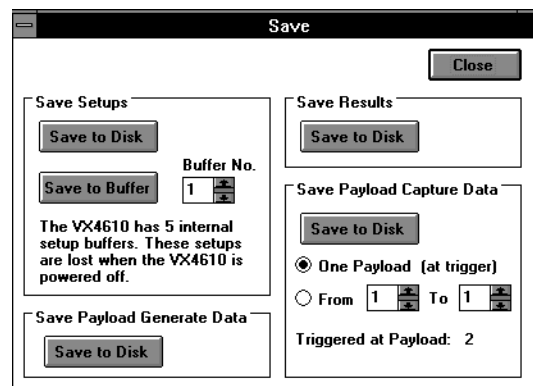 Save
Close
Save Setups
Save to Disk
Buffer No.
Save to Buffer
1
The VX4610 has 5 internal
setup buffers. These setups
are lost when the VX4610 is
powered off.
Save Payload Generate Data
Save to Disk
Save Results
Save to Disk
Save Payload Capture Data
Save to Disk
One Payload (at trigger)
From 1 To 1
Triggered at Payload: 2